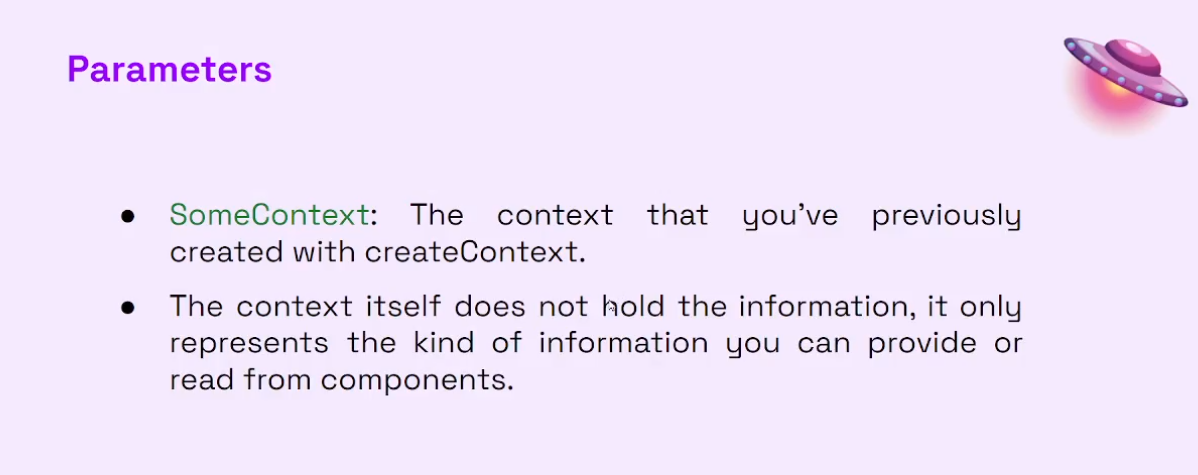 Parameters
● SomeContext: The context that you've previously
created with createContext.
● The context itself does not hold the information, it only
represents the kind of information you can provide or
read from components.